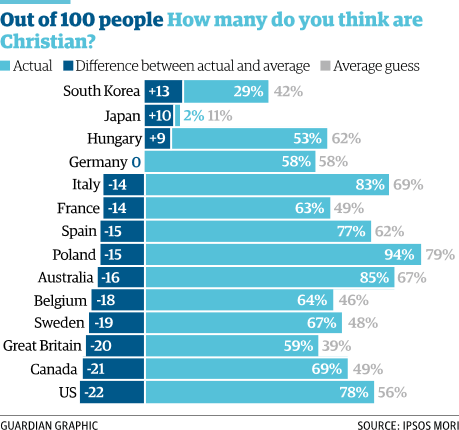 Out of 100 people How many do you think are
Christian?
Actual Difference between actual and average Average guess
South Korea +13 29% 42%
Japan +10 2% 11%
Hungary +9 53% 62%
Germany 0 58% 58%
Italy -14 83% 69%
France -14 63% 49%
Spain -15 77% 62%
Poland -15 94% 79%
Australia -16 85% 67%
Belgium -18 64% 46%
Sweden -19 67% 48%
Great Britain -20 59% 39%
Canada -21 69% 49%
US -22 78% 56%
GUARDIAN GRAPHIC SOURCE: IPSOS MORI